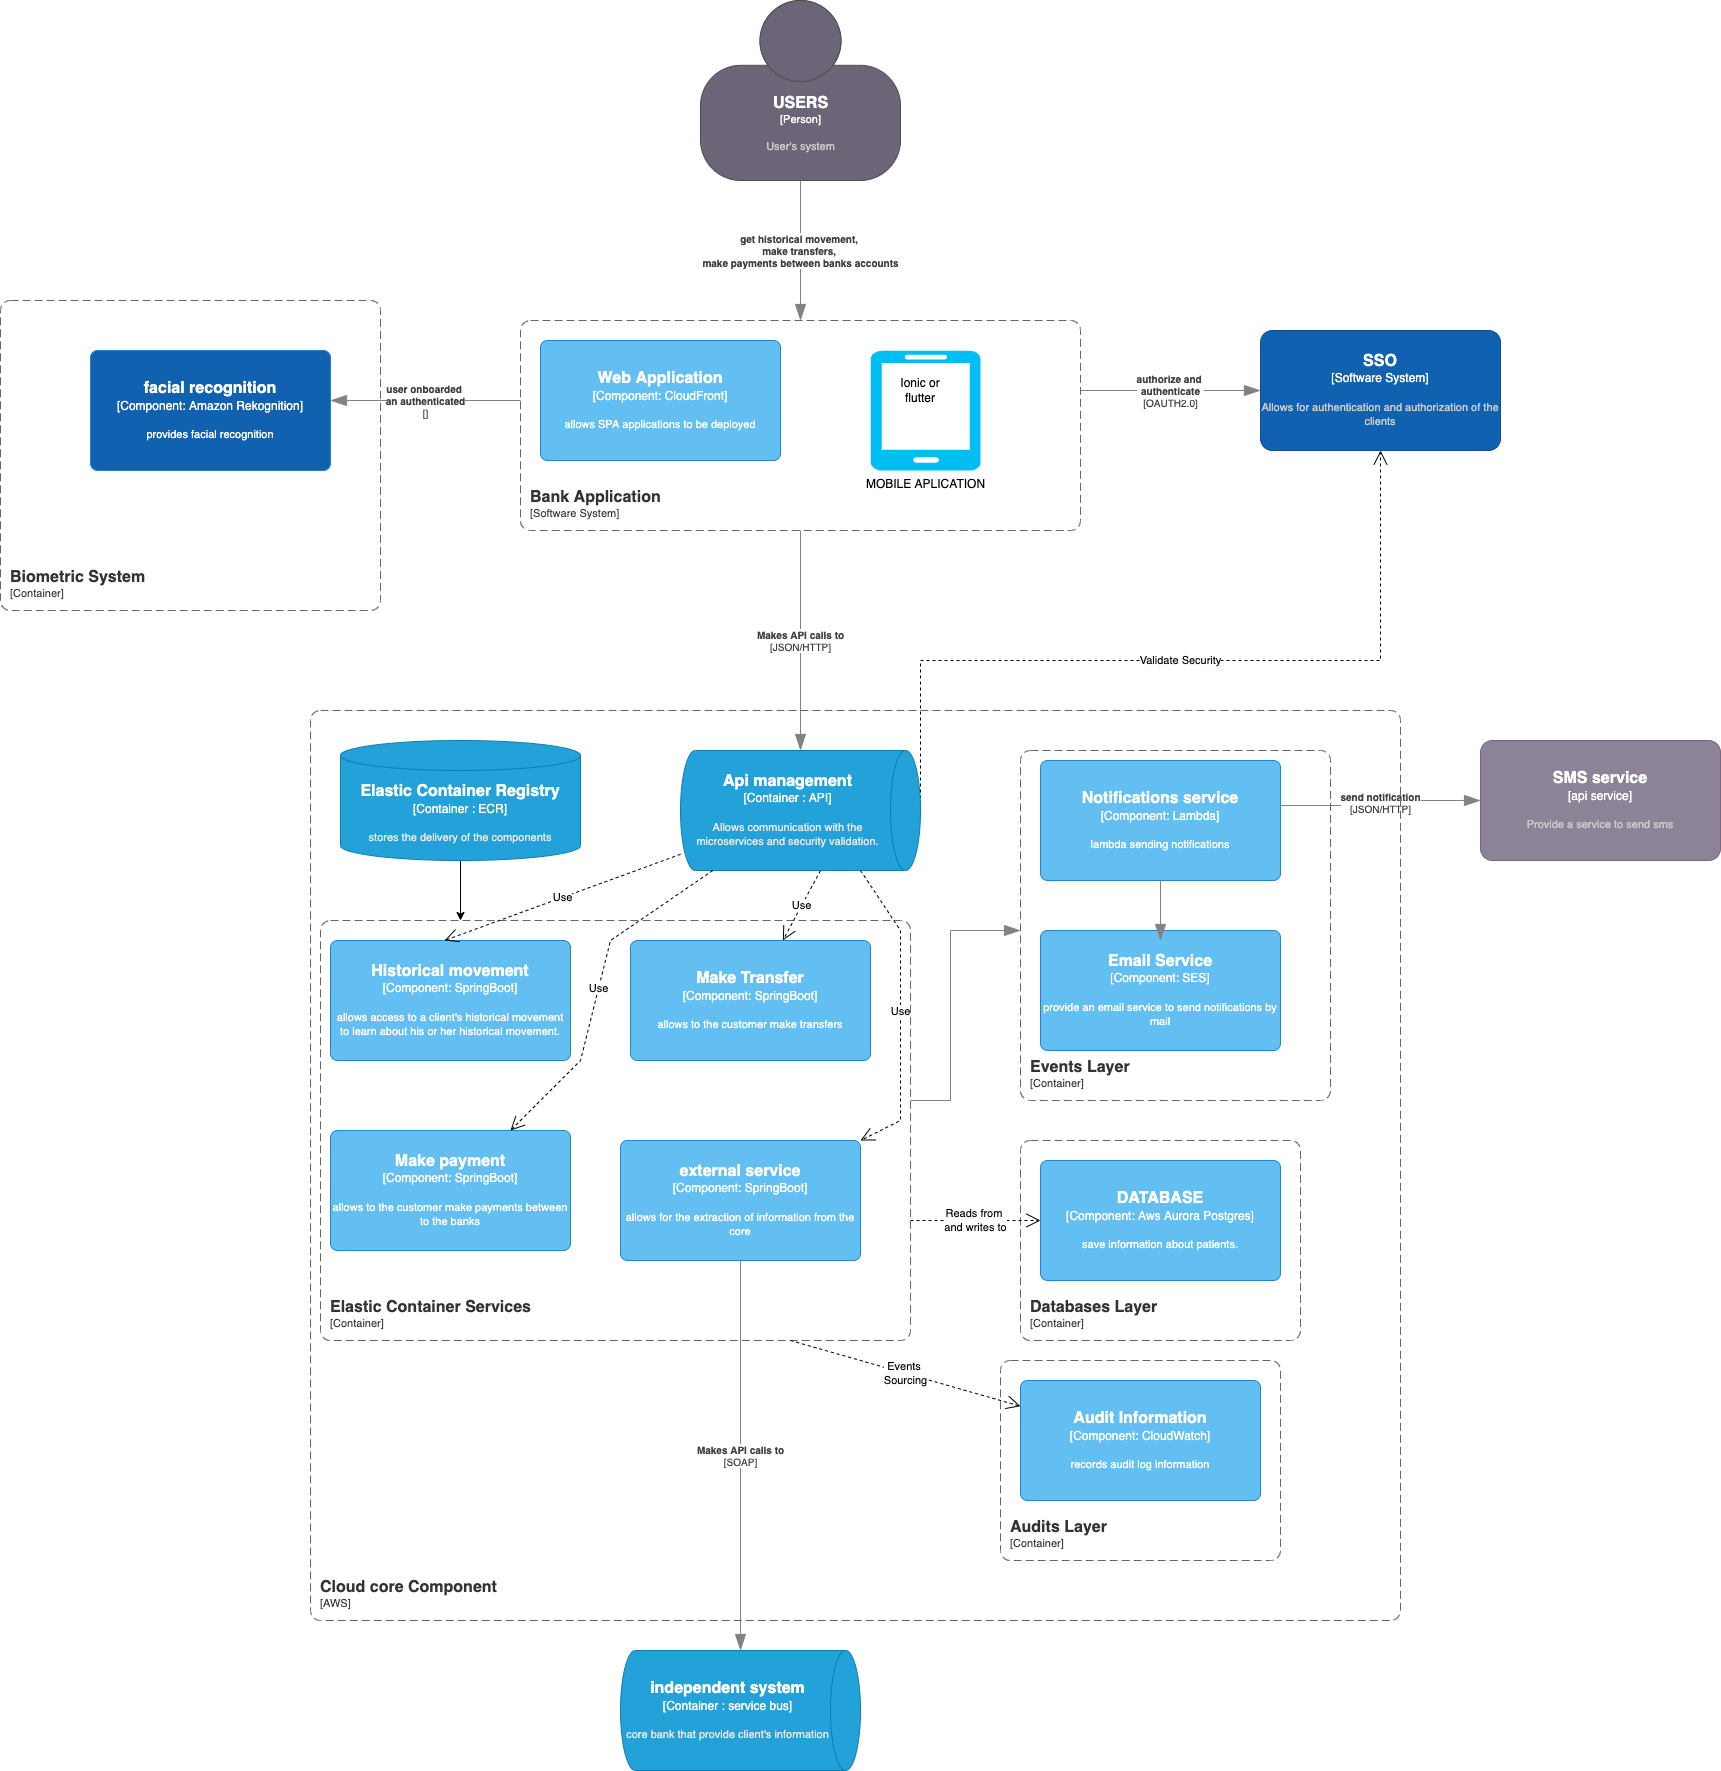 USERS
[Person]
User's system
get historical movement,
make transfers,
make payments between banks accounts
facial recognition
[Component: Amazon Rekognition]
provides facial recognition
Biometric System
[Container]
user onboarded
an authenticated
[]
Web Application
[Component: CloudFront]
allows SPA applications to be deployed
Ionic or
flutter
MOBILE APLICATION
Bank Application
[Software System]
authorize and
authenticate
[OAUTH2.0]
SSO
[Software System]
Allows for authentication and authorization of the
clients
Makes API calls to
[JSON/HTTP]
Validate Security
Elastic Container Registry
[Container : ECR]
stores the delivery of the components
Api management
[Container : API]
Allows communication with the
microservices and security validation.
Notifications service
[Component: Lambda]
lambda sending notifications
send notification
[JSON/HTTP]
SMS service
[api service]
Provide a service to send sms
Use
Use
Use
Use
Historical movement
[Component: SpringBoot]
allows access to a client's historical movement
to learn about his or her historical movement.
Make Transfer
[Component: SpringBoot]
allows to the customer make transfers
Email Service
[Component: SES]
provide an email service to send notifications by
mail
Events Layer
[Container]
Make payment
[Component: SpringBoot]
allows to the customer make payments between
to the banks
external service
[Component: SpringBoot]
allows for the extraction of information from the
core
Elastic Container Services
[Container]
Reads from
and writes to
DATABASE
[Component: Aws Aurora Postgres]
save information about patients.
Databases Layer
[Container]
Events
Sourcing
Audit Information
[Component: CloudWatch]
records audit log information
Audits Layer
[Container]
Makes API calls to
[SOAP]
Cloud core Component
[AWS]
independent system
[Container : service bus]
core bank that provide client's information